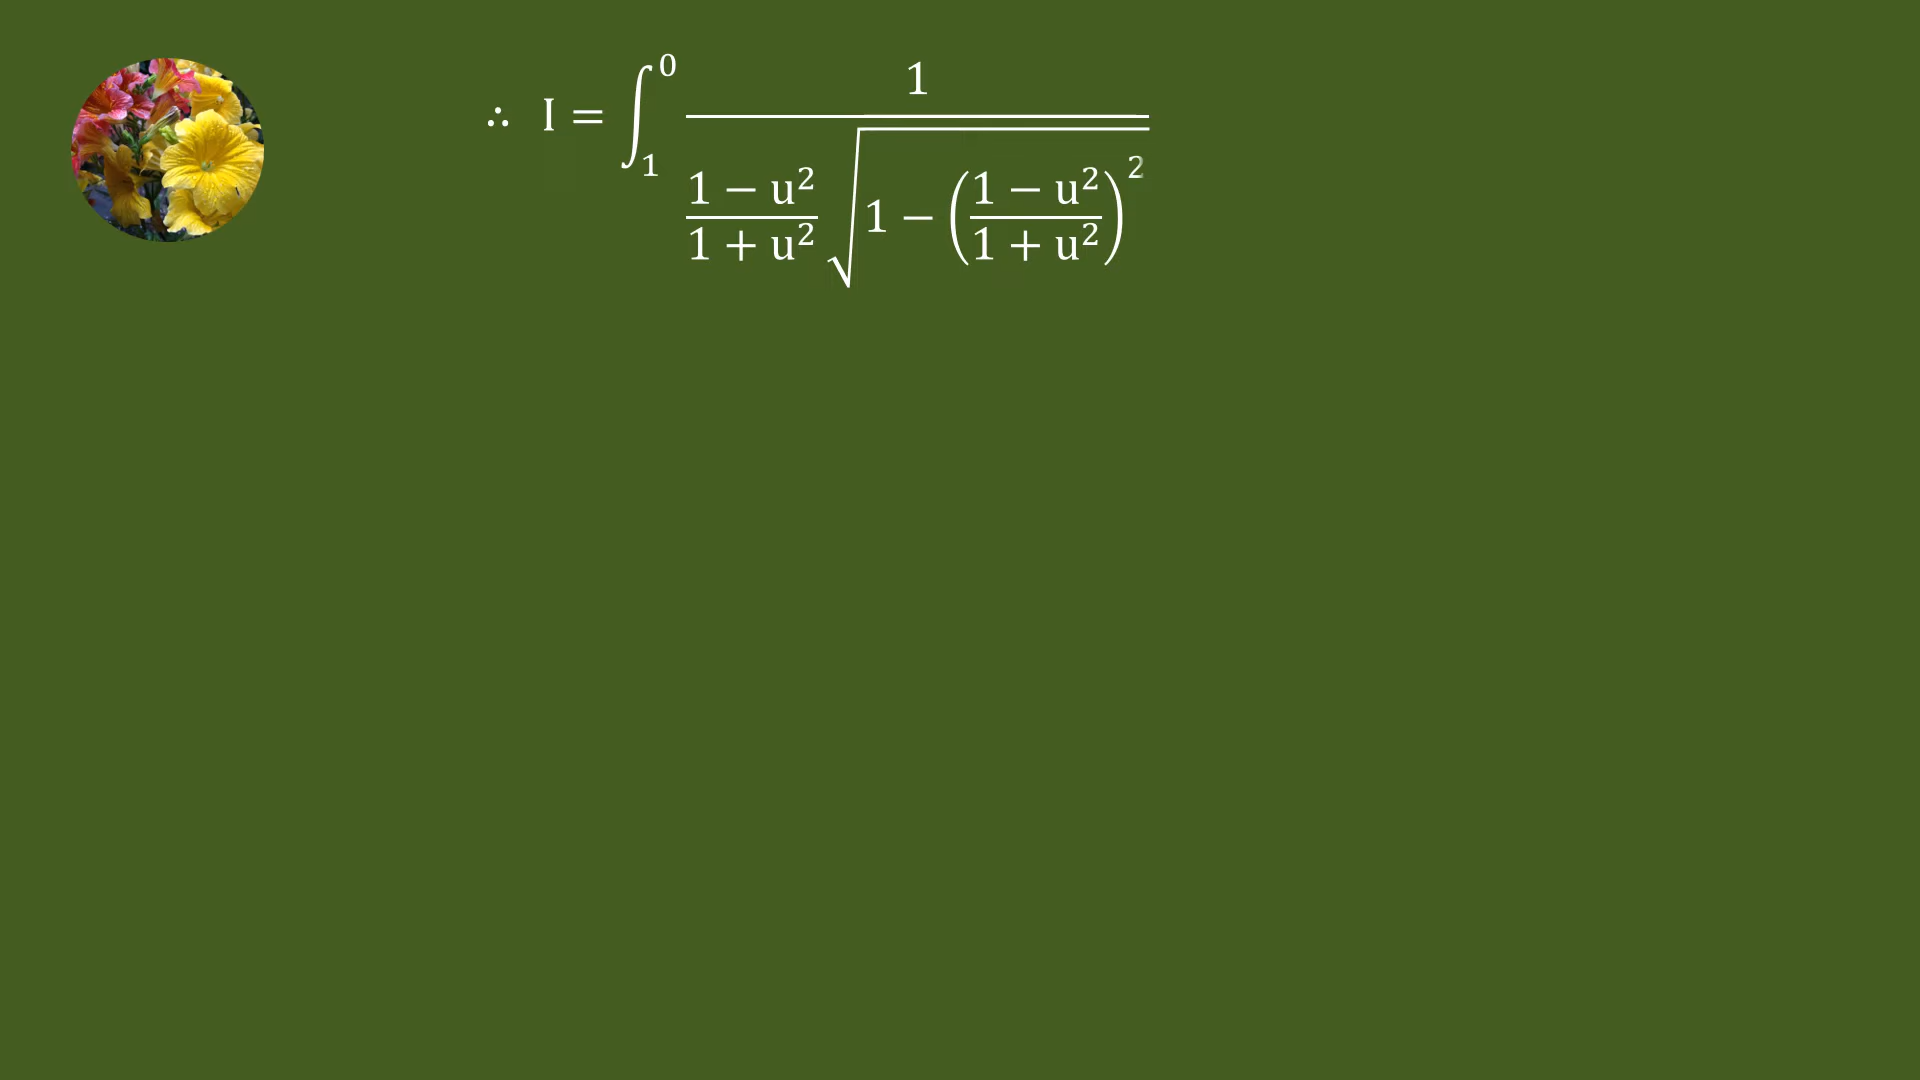 ∴ I = ∫₁⁰ 1 / ( (1 − u²)/(1 + u²) √(1 − ((1 − u²)/(1 + u²))²) )